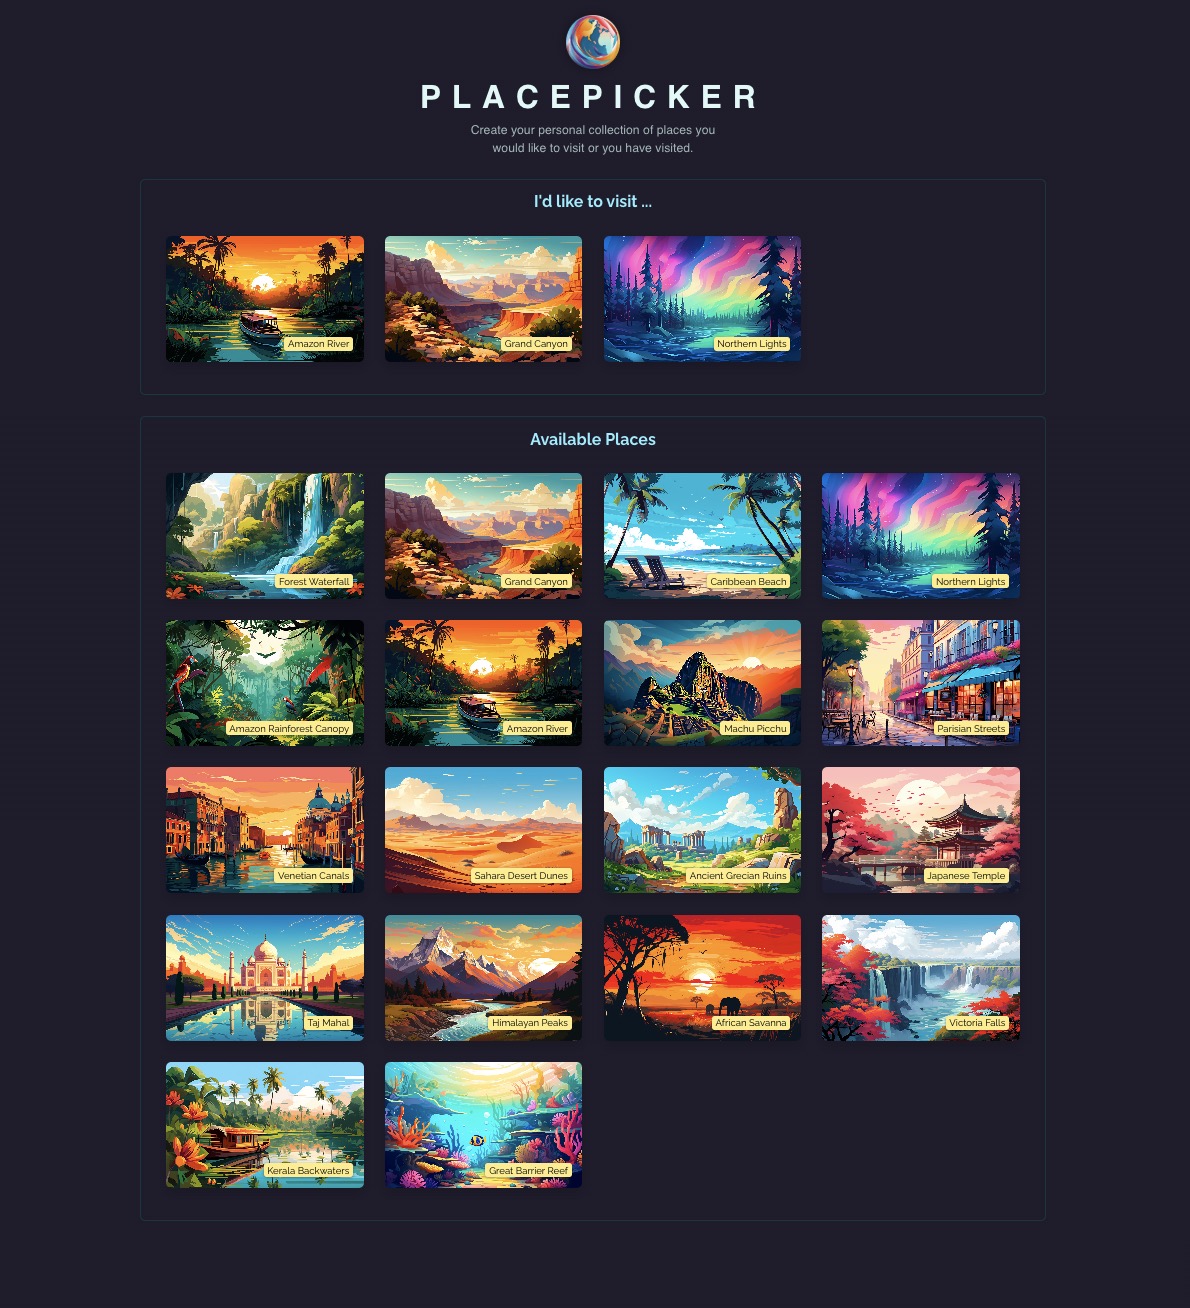 PLACEPICKER
Create your personal collection of places you
would like to visit or you have visited.
I'd like to visit ...
Amazon River
Grand Canyon
Northern Lights
Available Places
Forest Waterfall
Grand Canyon
Caribbean Beach
Northern Lights
Amazon Rainforest Canopy
Amazon River
Machu Picchu
Parisian Streets
Venetian Canals
Sahara Desert Dunes
Ancient Grecian Ruins
Japanese Temple
Taj Mahal
Himalayan Peaks
African Savanna
Victoria Falls
Kerala Backwaters
Great Barrier Reef